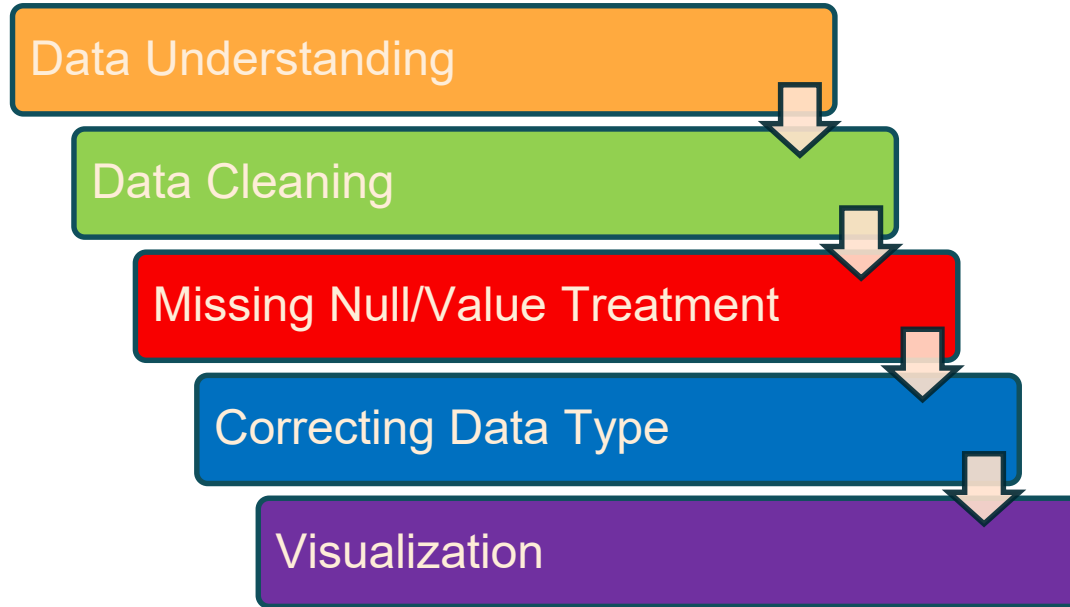 Data Understanding
Data Cleaning
Missing Null/Value Treatment
Correcting Data Type
Visualization